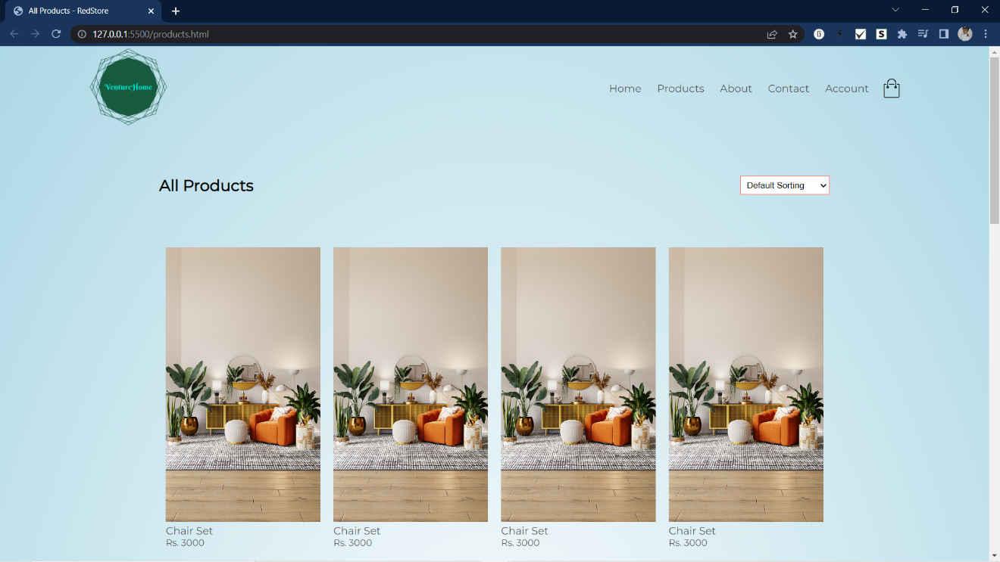 All Products - RedStore
127.0.0.1:5500/products.html
VentureHome
Home Products About Contact Account
All Products
Default Sorting
Chair Set Chair Set Chair Set Chair Set
Rs. 3000 Rs. 3000 Rs. 3000 Rs. 3000